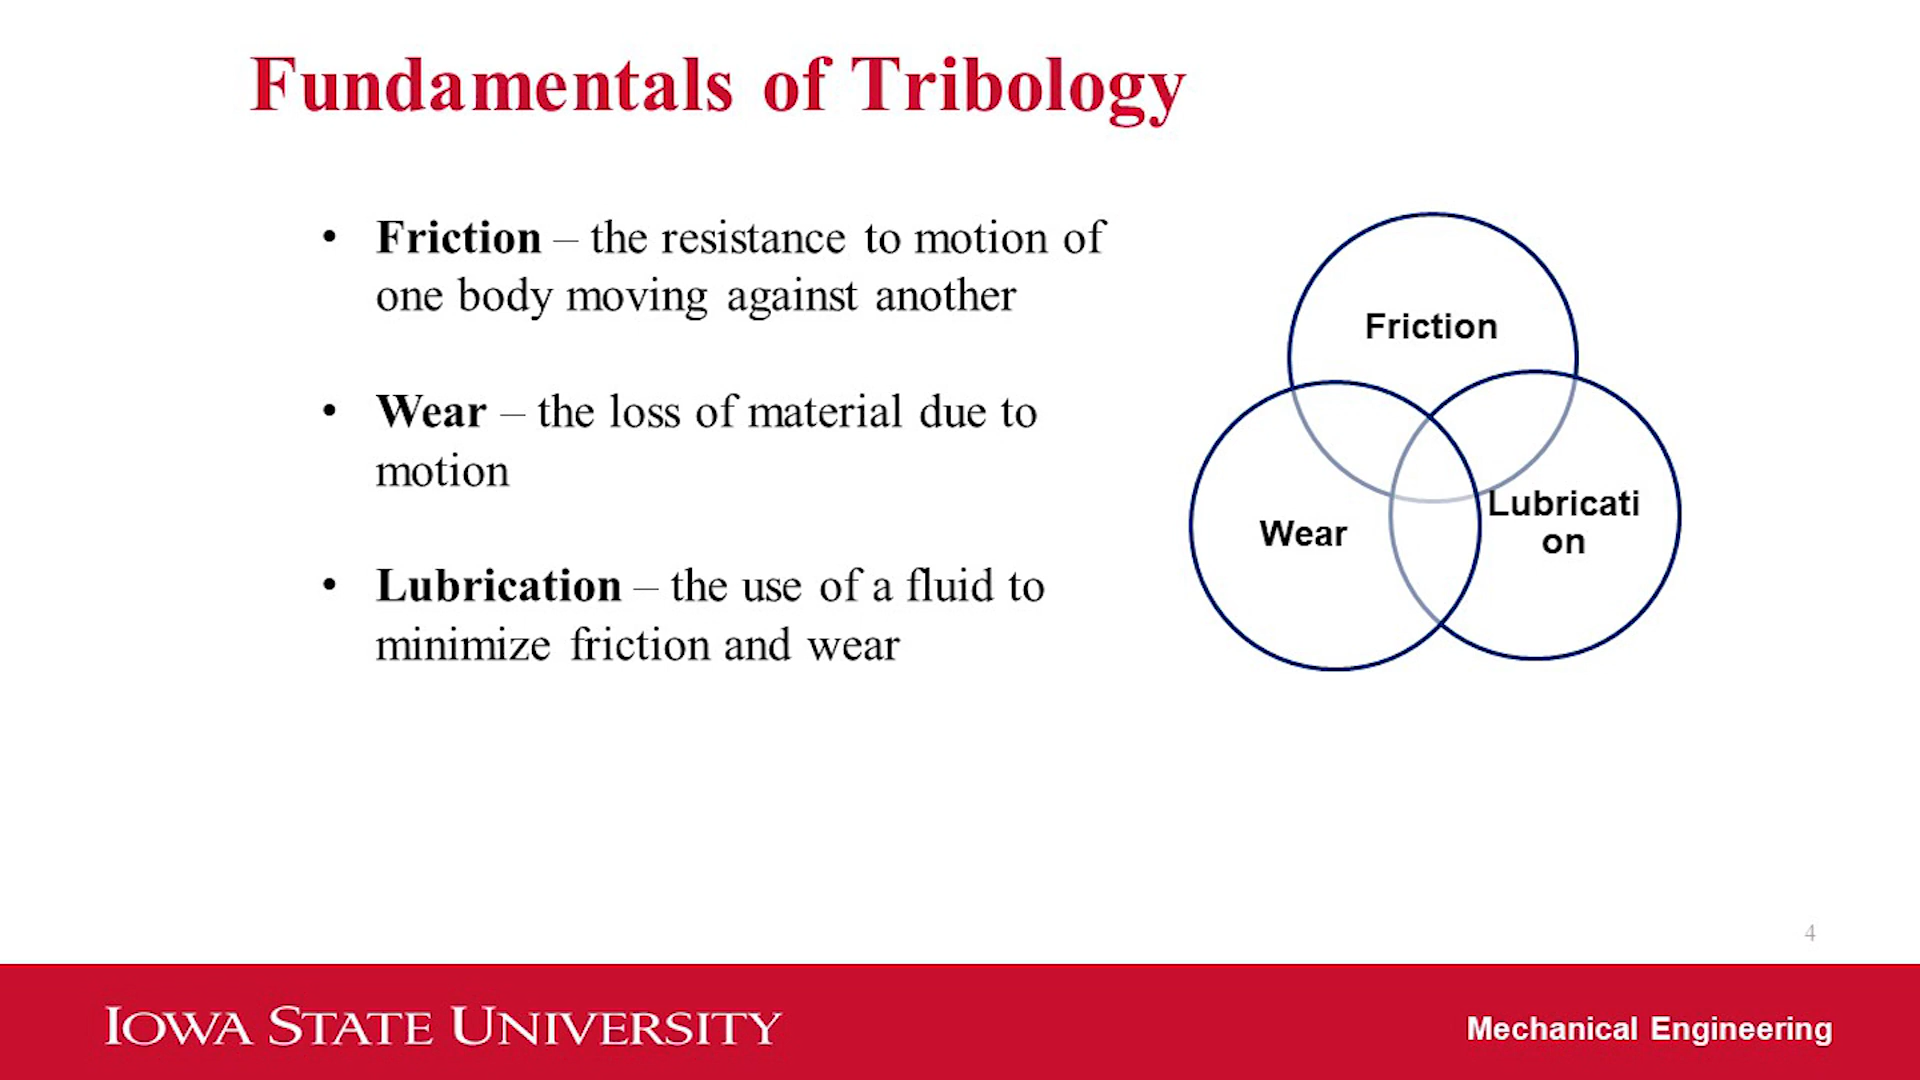 Fundamentals of Tribology
• Friction – the resistance to motion of
one body moving against another
• Wear – the loss of material due to
motion
• Lubrication – the use of a fluid to
minimize friction and wear
Friction
Wear
Lubricati
on
4
IOWA STATE UNIVERSITY
Mechanical Engineering